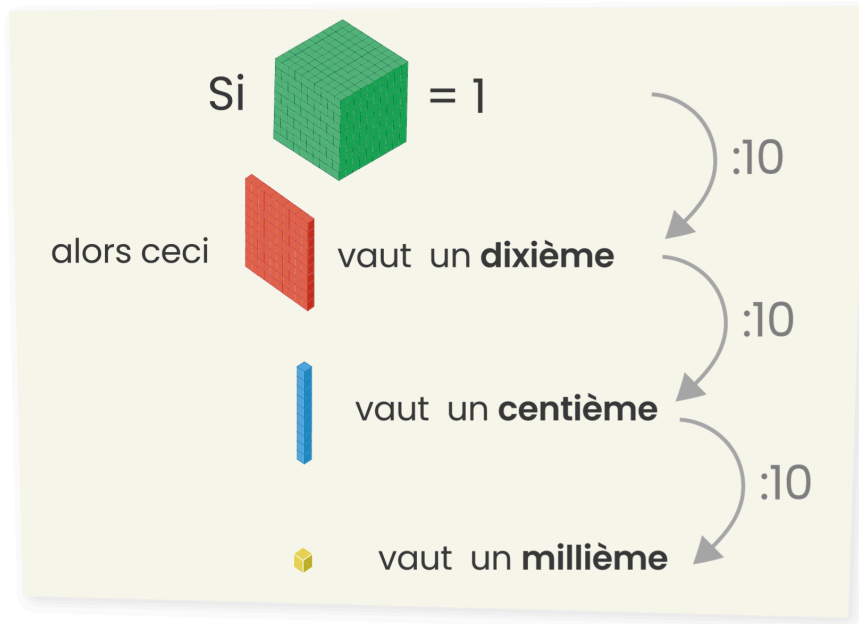 Si = 1
:10
alors ceci vaut un dixième
:10
vaut un centième
:10
vaut un millième